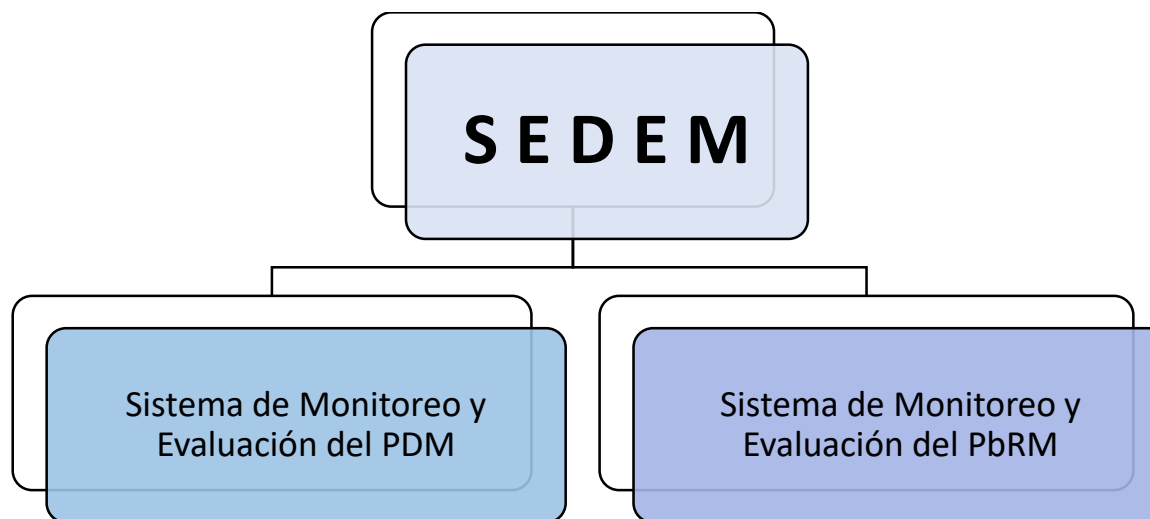 S E D E M
Sistema de Monitoreo y
Evaluación del PDM
Sistema de Monitoreo y
Evaluación del PbRM